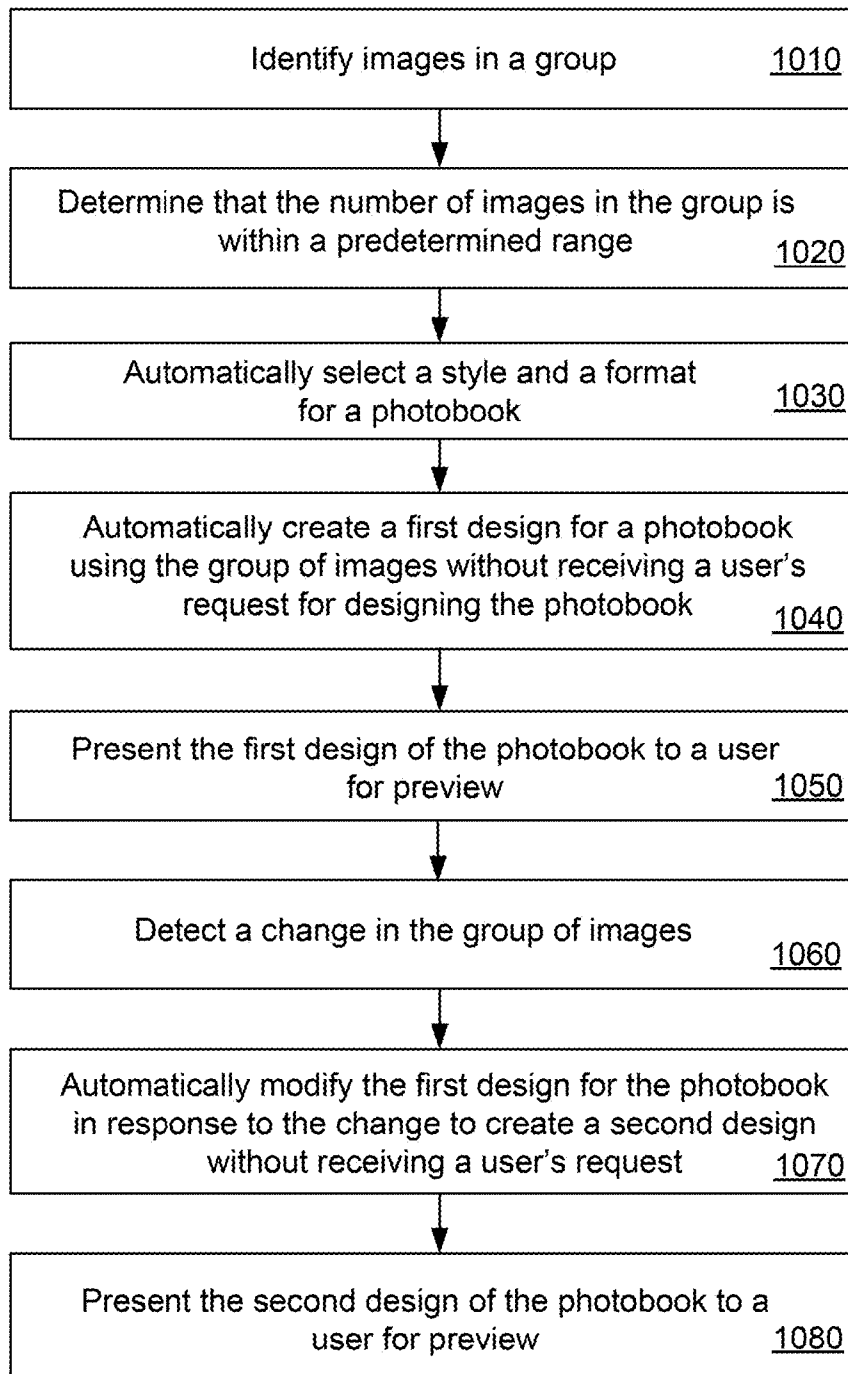 Identify images in a group 1010
Determine that the number of images in the group is
within a predetermined range 1020
Automatically select a style and a format
for a photobook 1030
Automatically create a first design for a photobook
using the group of images without receiving a user's
request for designing the photobook 1040
Present the first design of the photobook to a user
for preview 1050
Detect a change in the group of images 1060
Automatically modify the first design for the photobook
in response to the change to create a second design
without receiving a user's request 1070
Present the second design of the photobook to a
user for preview 1080